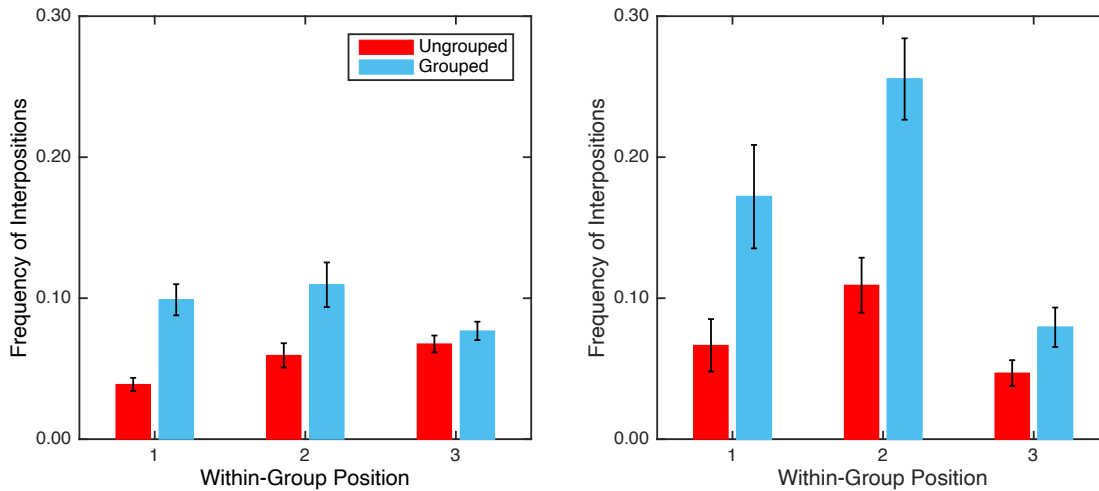 0.30
0.20
0.10
0.00
Frequency of Interpositions
Ungrouped
Grouped
1
2
3
Within-Group Position
0.30
0.20
0.10
0.00
Frequency of Interpositions
1
2
3
Within-Group Position